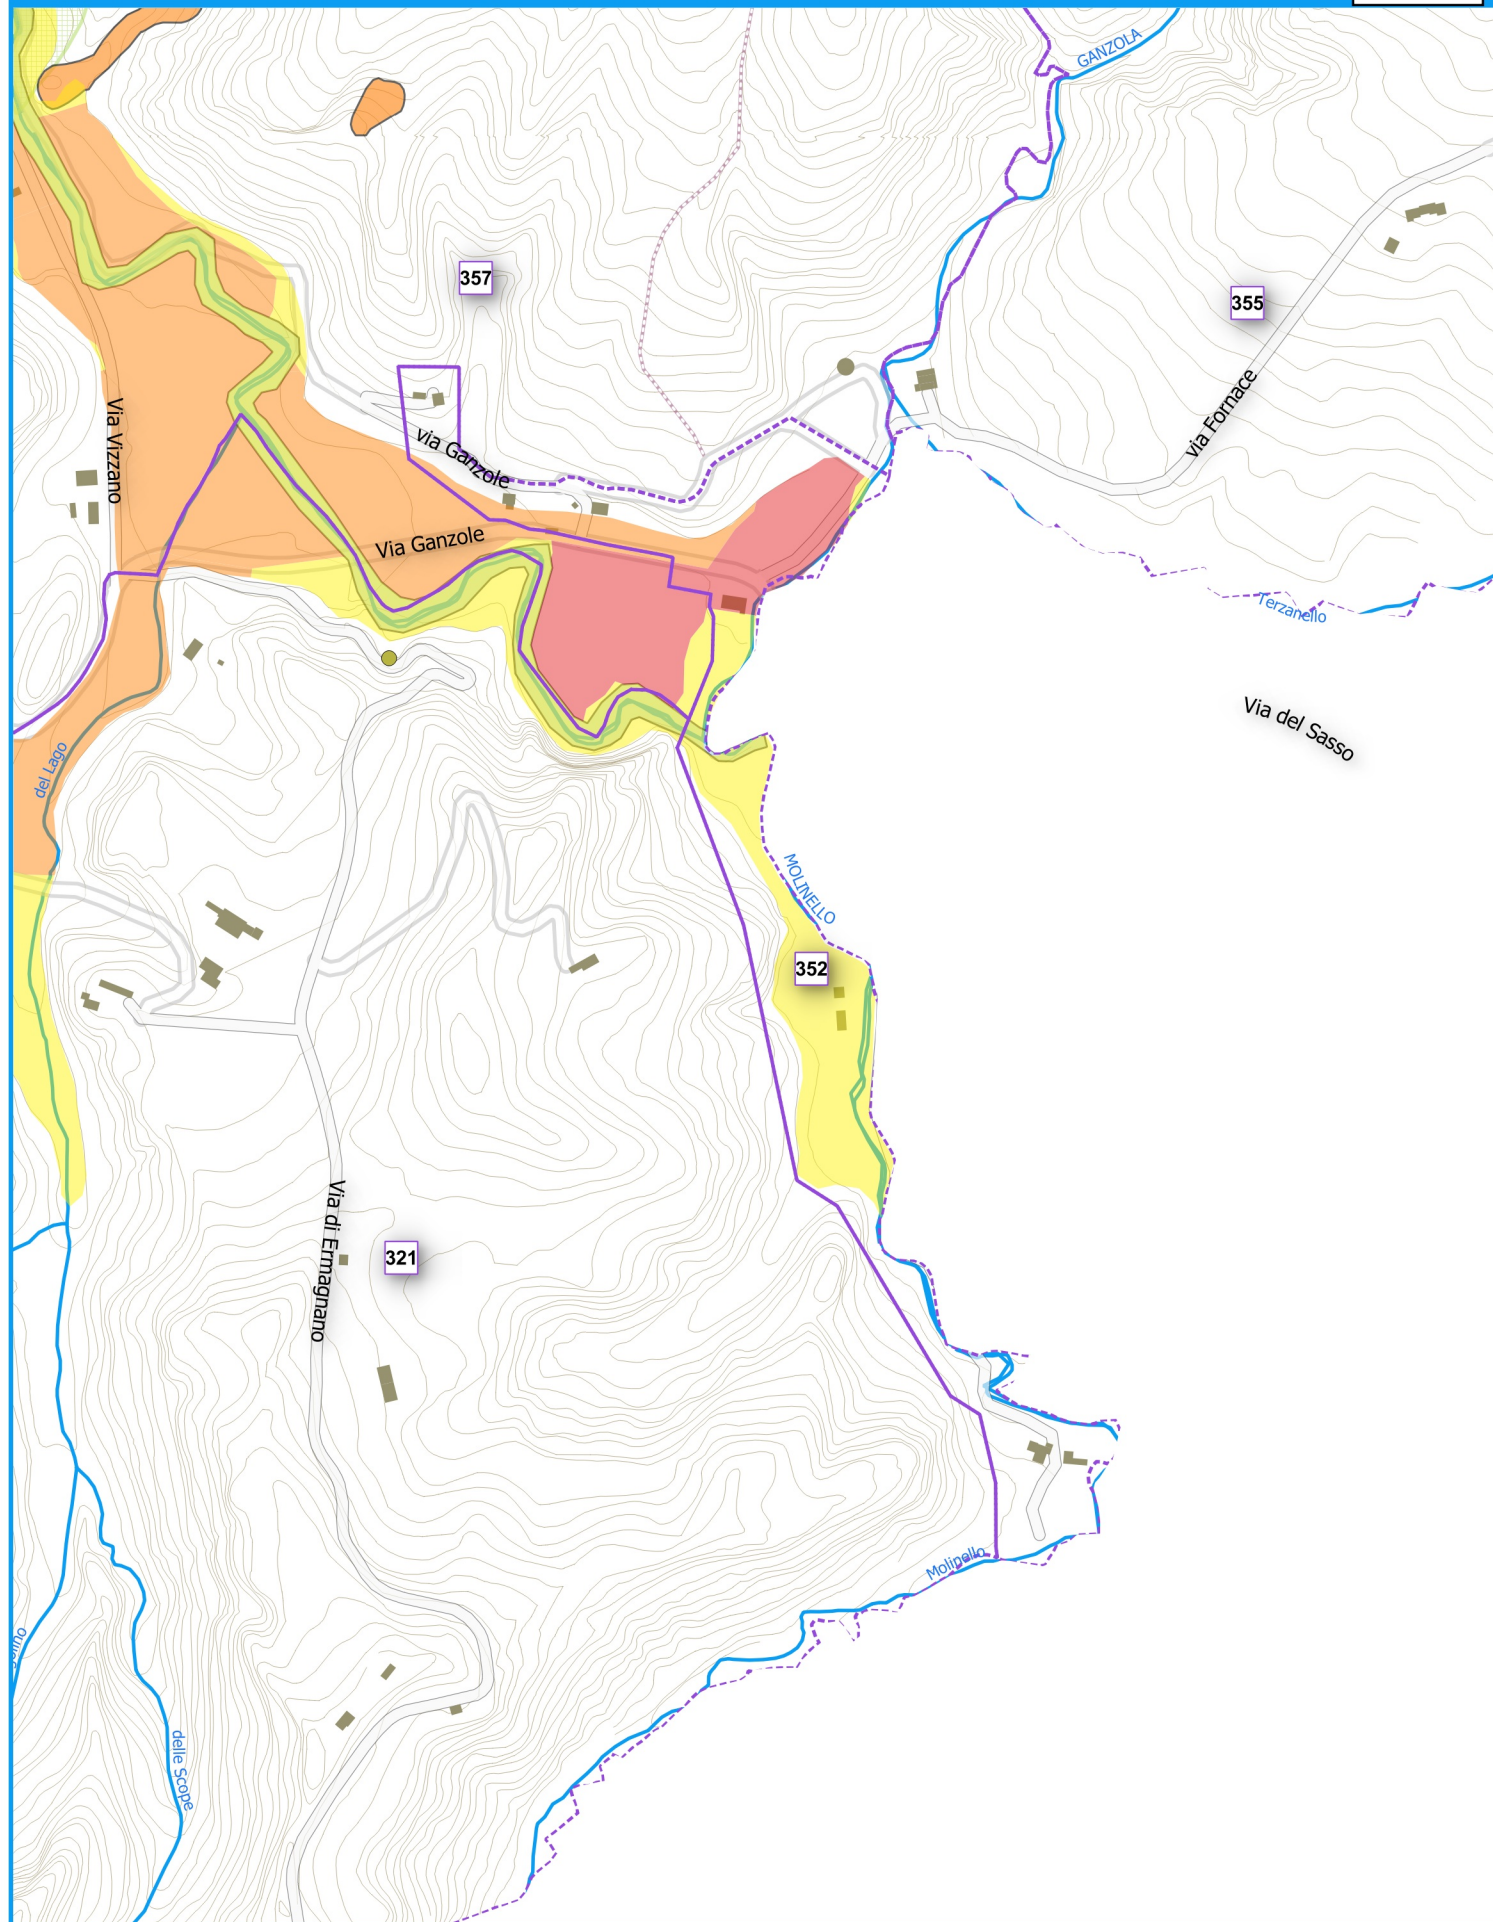 GANZOLA
357
355
via Fornace
Via Vizzano
via Ganzole
Via Ganzole
Terzanello
Via del Sasso
del Lago
MOLINELLO
352
Via di Ermagnano
321
Molinello
delle Scope